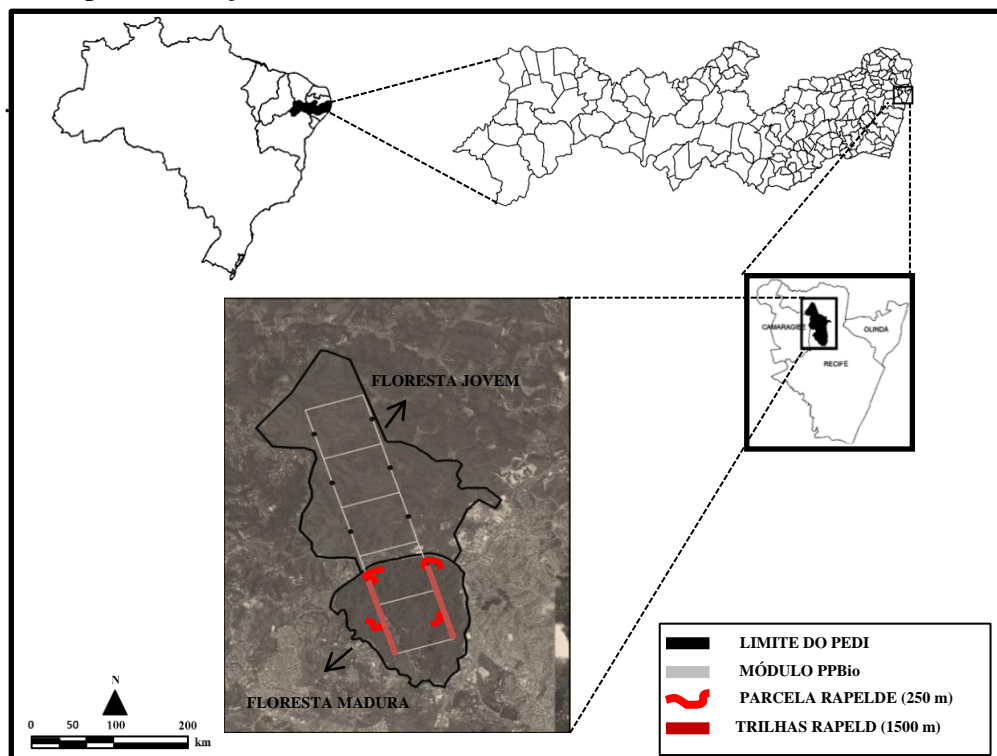 CAMARAGIBE
OLINDA
RECIFE
FLORESTA JOVEM
FLORESTA MADURA
LIMITE DO PEDI
MÓDULO PPBio
PARCELA RAPELDE (250 m)
TRILHAS RAPELD (1500 m)
N
0 50 100 200
km